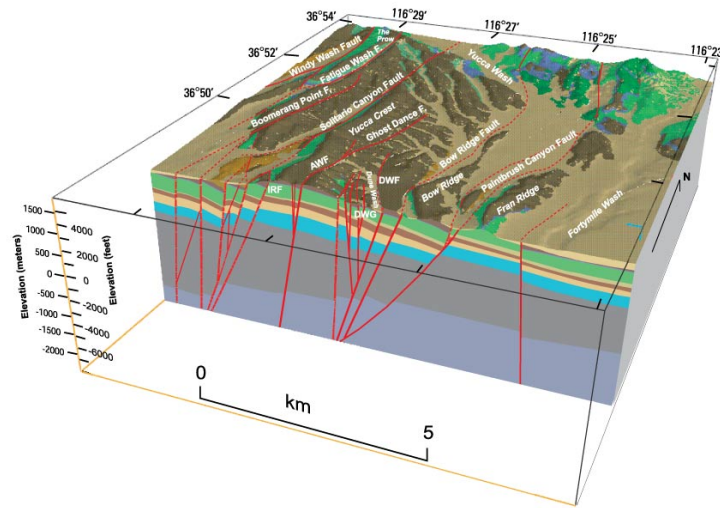 36°54'
116°29'
116°27'
116°25'
116°23'
The
Prow
36°52'
Windy Wash Fault
Fatigue Wash F.
Yucca Wash
36°50'
Boomerang Point F.
Solitario Canyon Fault
Yucca Crest
Ghost Dance F.
Bow Ridge Fault
Paintbrush Canyon Fault
N
AWF
DWF
Dune Wash
Bow Ridge
Fran Ridge
Fortymile Wash
IRF
DWG
Elevation (meters)
1500
1000
500
0
-500
-1000
-1500
-2000
Elevation (feet)
4000
2000
0
-2000
-4000
-6000
0
km
5